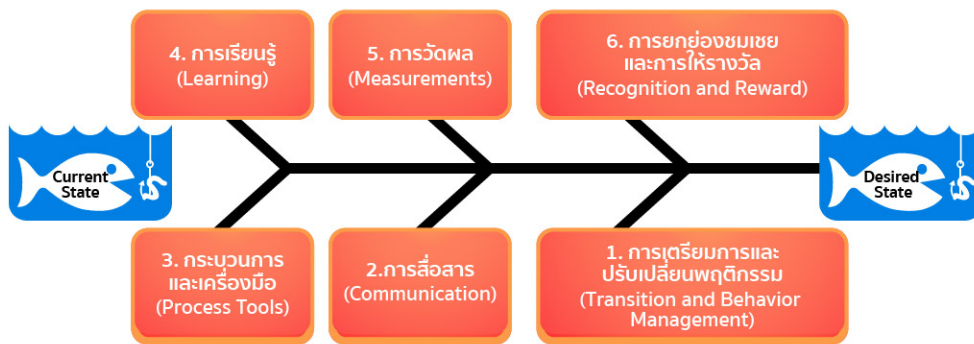 4. การเรียนรู้
(Learning)
5. การวัดผล
(Measurements)
6. การยกย่องชมเชย
และการให้รางวัล
(Recognition and Reward)
Current
State
Desired
State
3. กระบวนการ
และเครื่องมือ
(Process Tools)
2.การสื่อสาร
(Communication)
1. การเตรียมการและ
ปรับเปลี่ยนพฤติกรรม
(Transition and Behavior
Management)